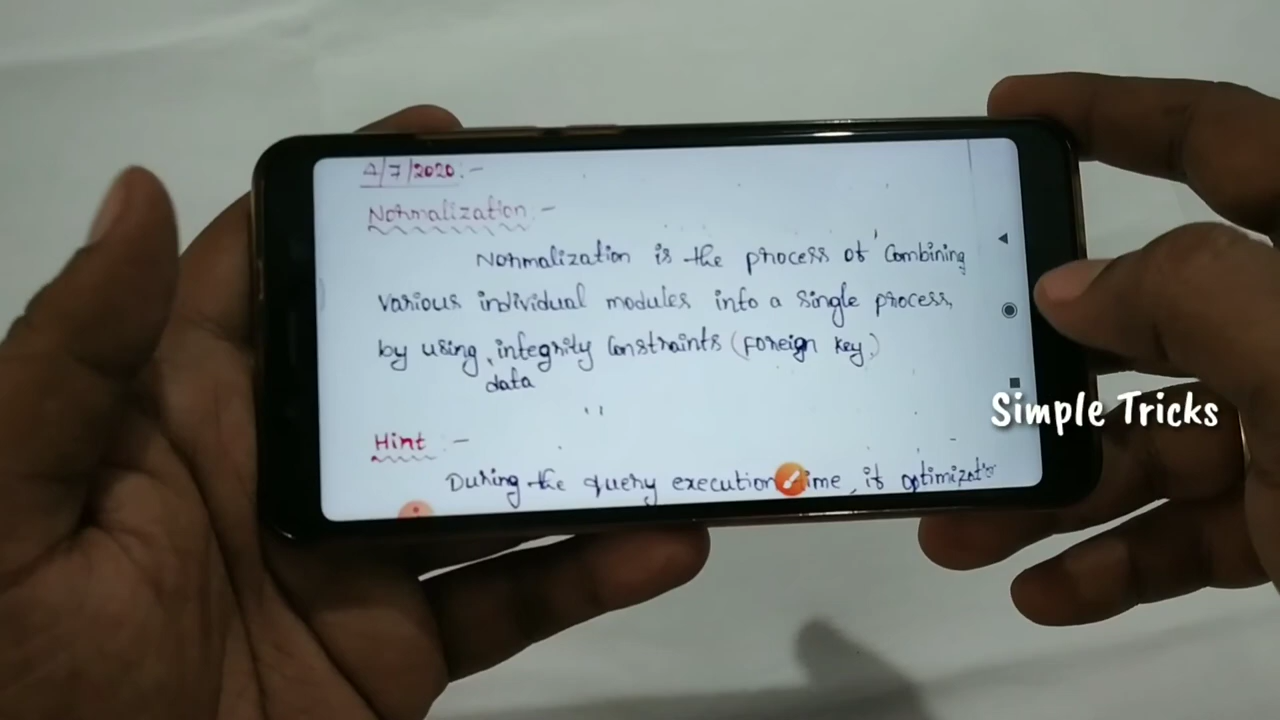 4/7/2020:-
Normalization:-
Normalization is the process of Combining
various individual modules into a single process,
by using integrity Constraints (foreign key)
data
Hint :-
During the query execution time, it
Simple Tricks